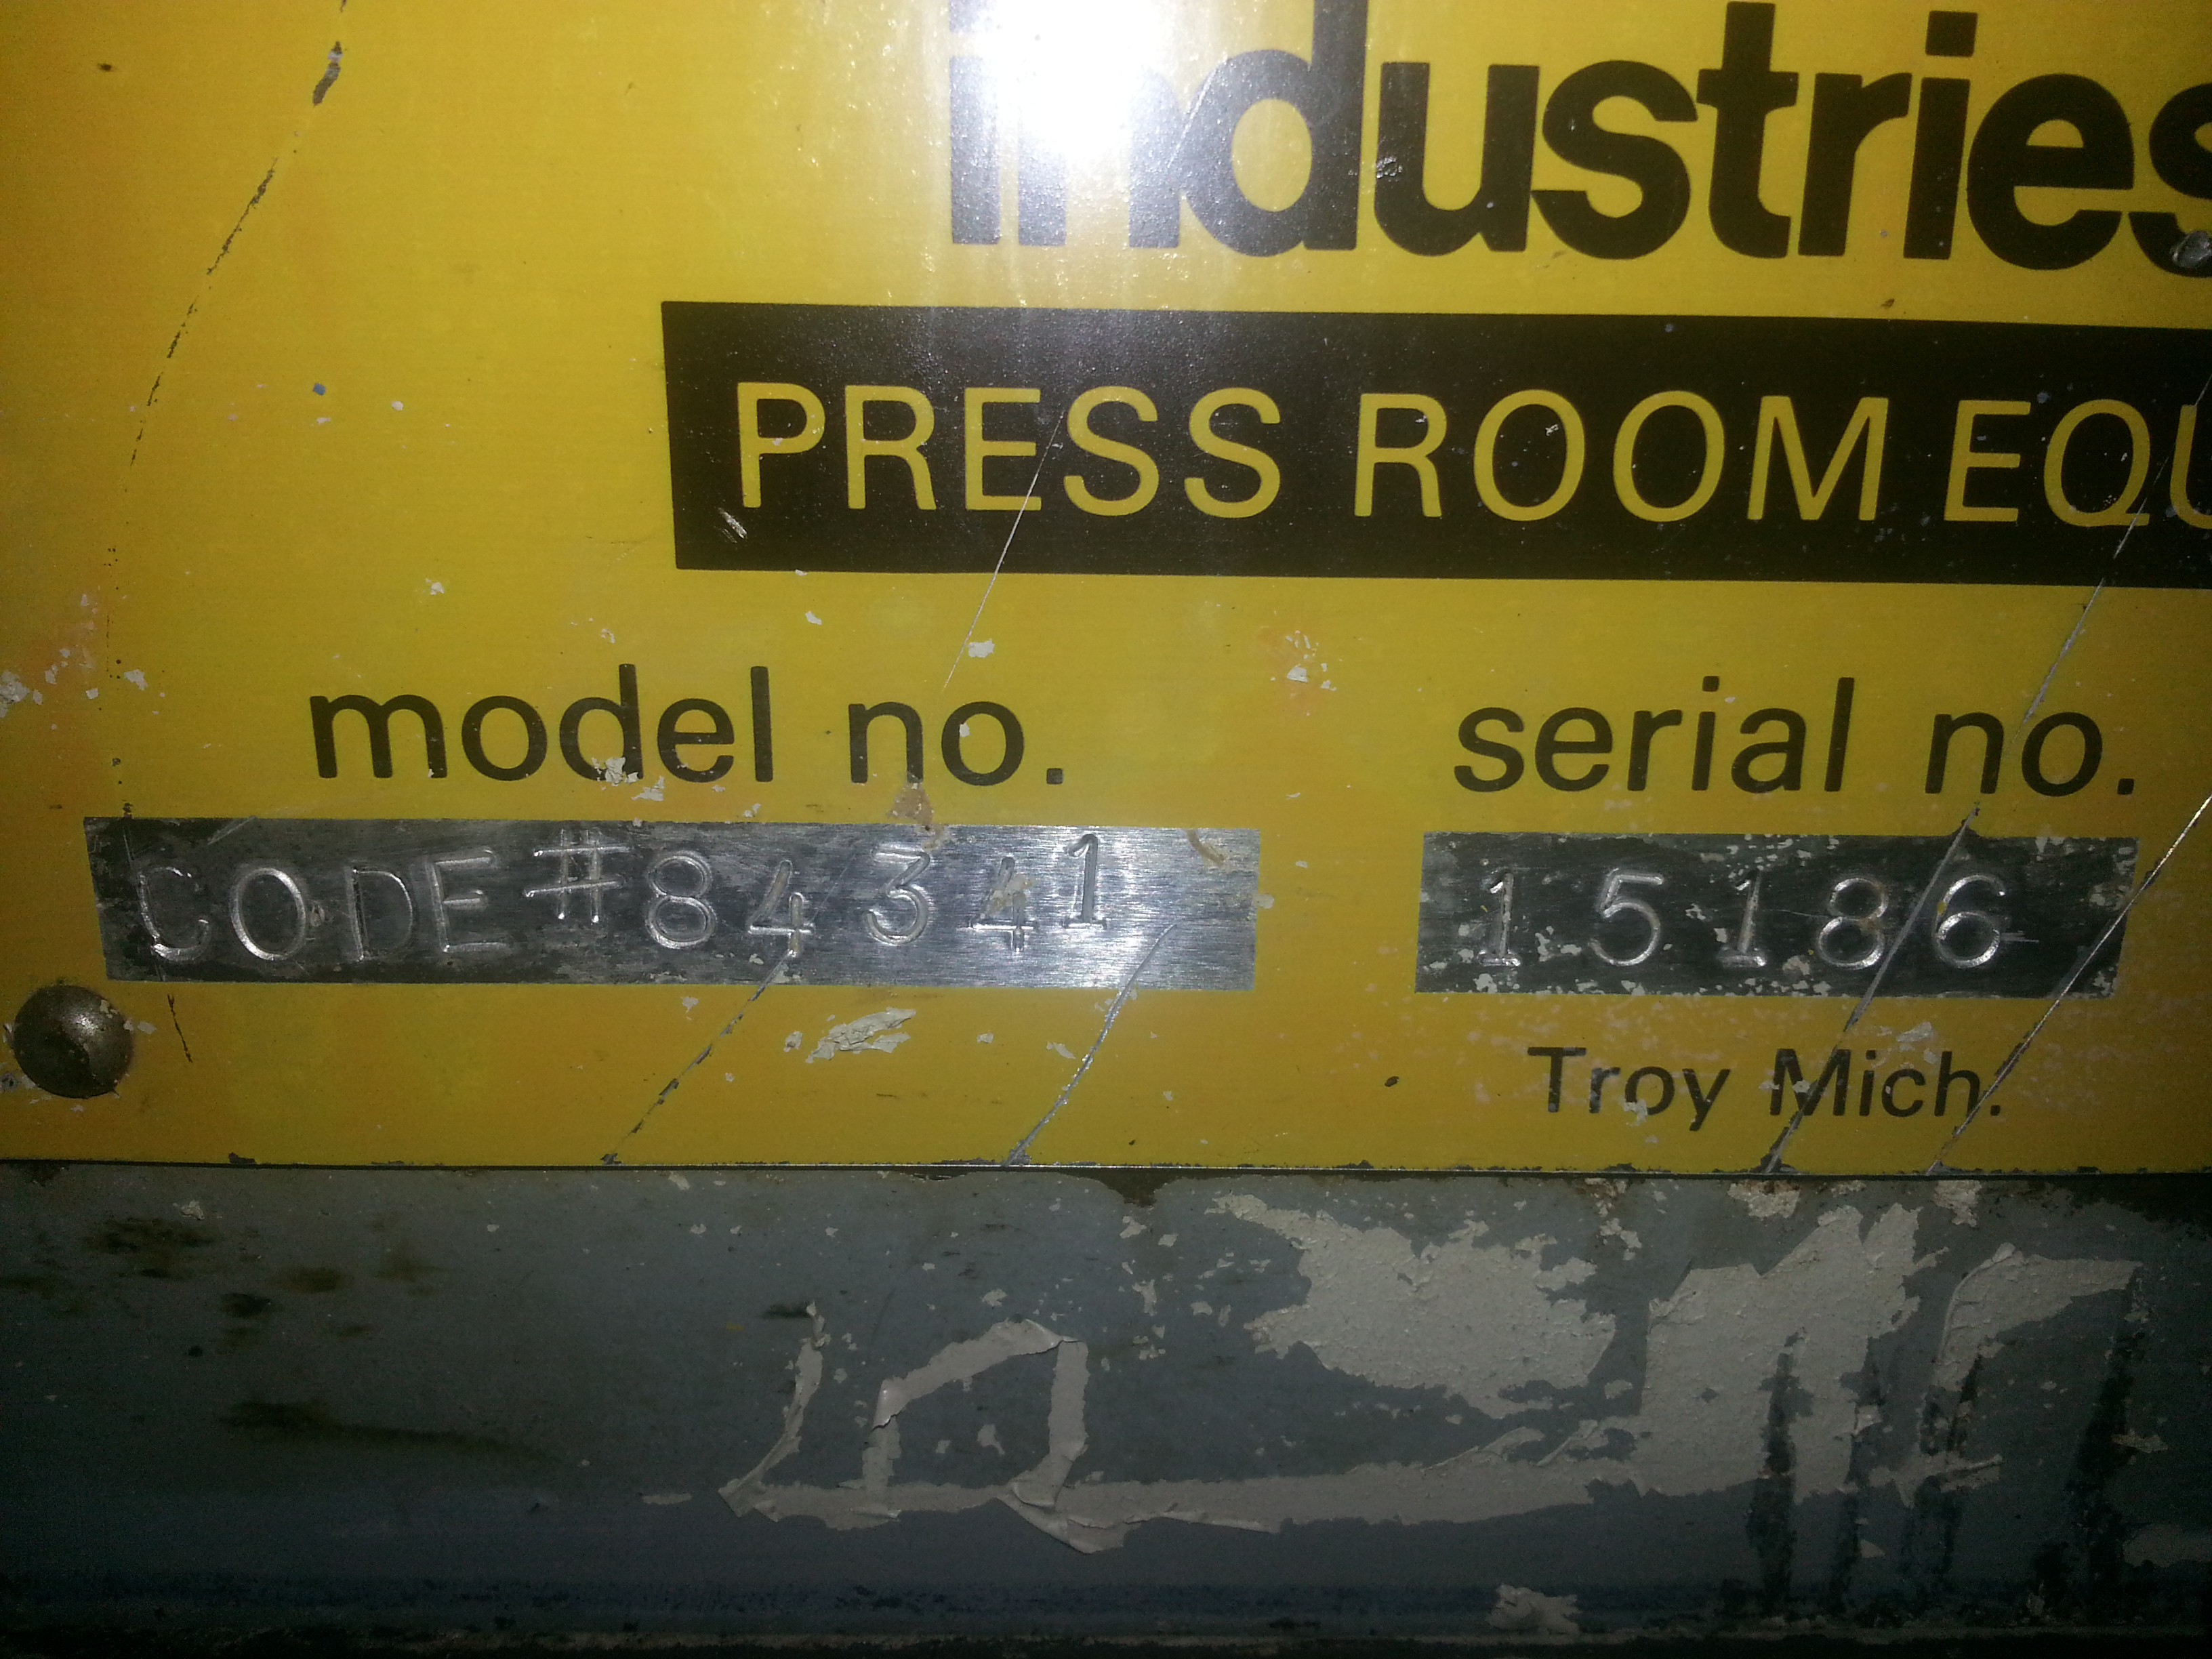 industries
PRESS ROOM EQU
model no. serial no.
CODE #84341 15186
Troy Mich.